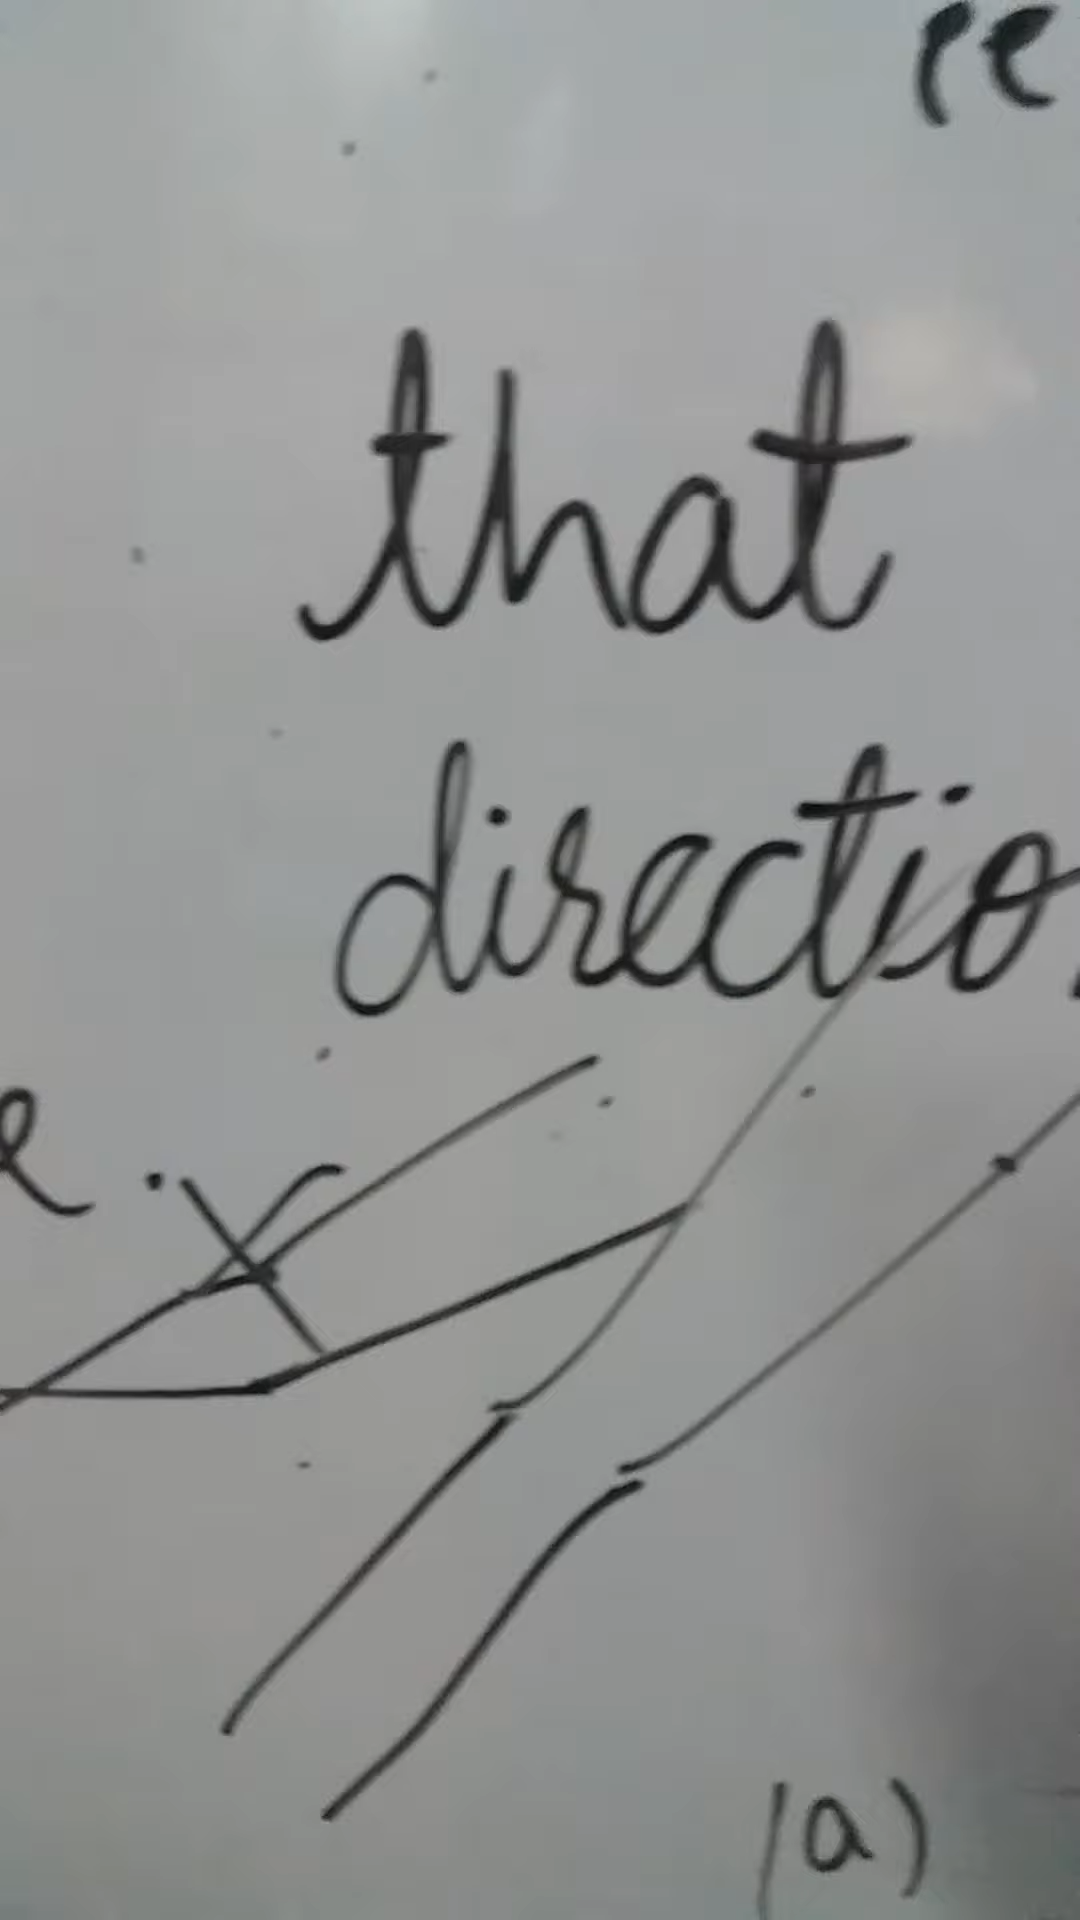 that
directio
e.
(a)